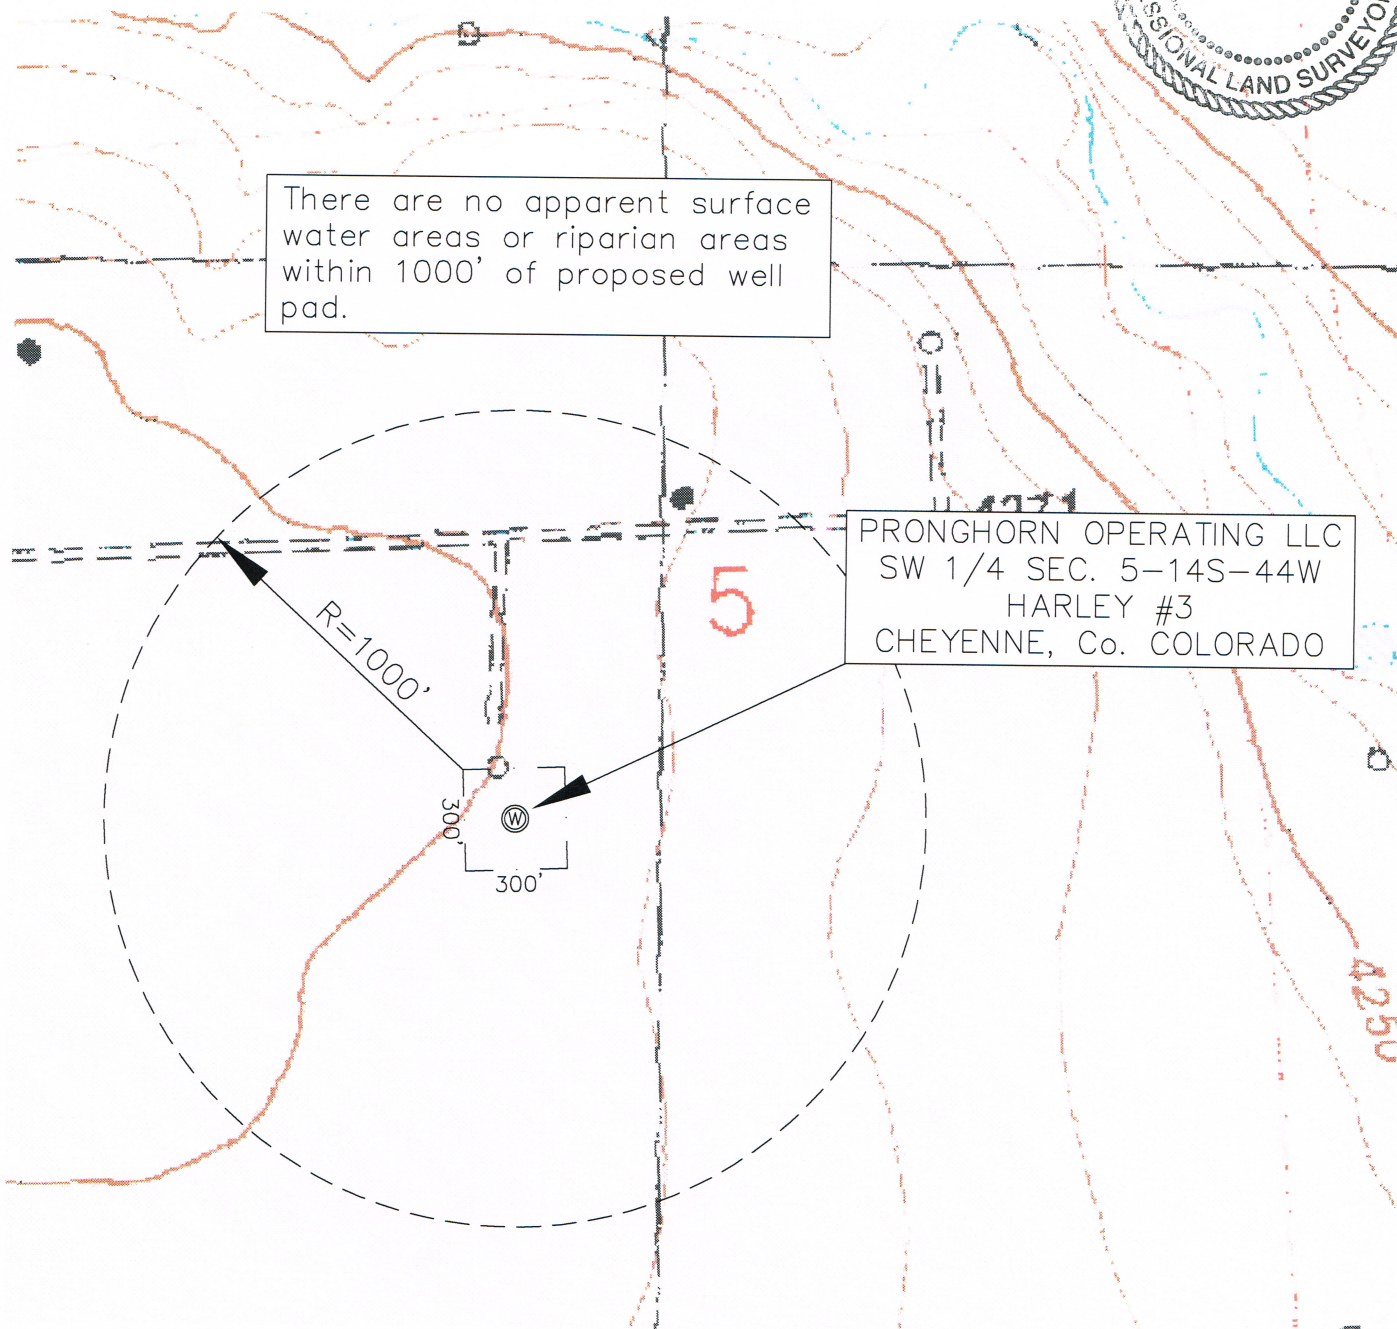 SSIONAL LAND SURVEYO
There are no apparent surface
water areas or riparian areas
within 1000' of proposed well
pad.
4271
PRONGHORN OPERATING LLC
SW 1/4 SEC. 5-14S-44W
HARLEY #3
CHEYENNE, Co. COLORADO
5
R=1000'
300'
W
300'
4250